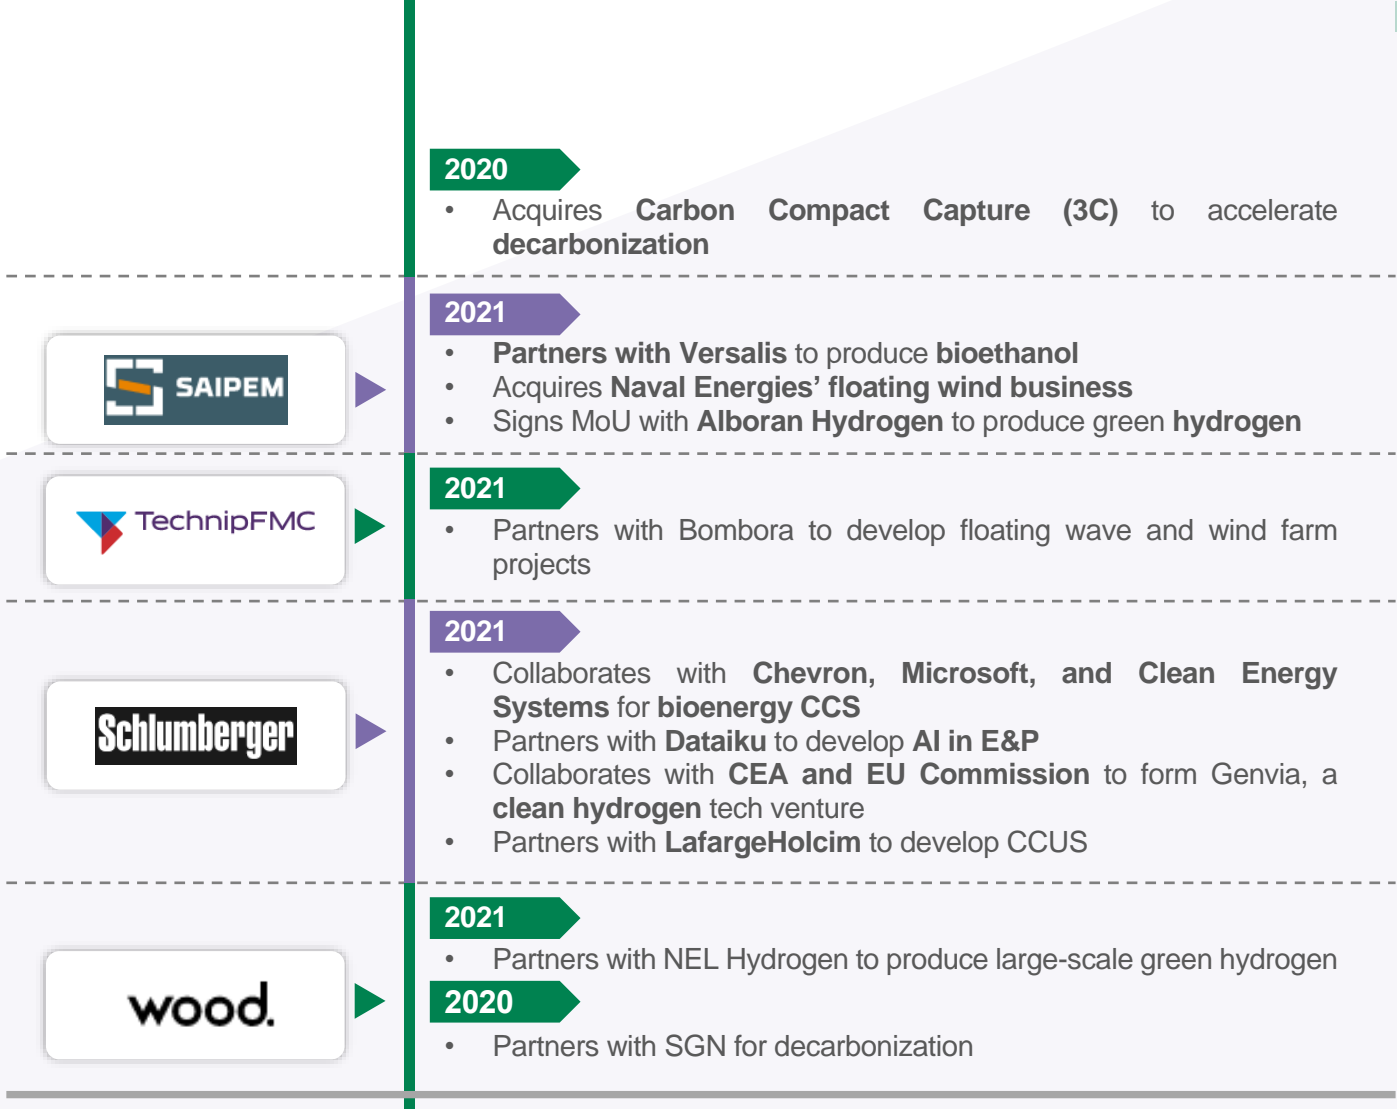 2020
• Acquires Carbon Compact Capture (3C) to accelerate
decarbonization
SAIPEM
2021
• Partners with Versalis to produce bioethanol
• Acquires Naval Energies’ floating wind business
• Signs MoU with Alboran Hydrogen to produce green hydrogen
TechnipFMC
2021
• Partners with Bombora to develop floating wave and wind farm
projects
Schlumberger
2021
• Collaborates with Chevron, Microsoft, and Clean Energy
Systems for bioenergy CCS
• Partners with Dataiku to develop AI in E&P
• Collaborates with CEA and EU Commission to form Genvia, a
clean hydrogen tech venture
• Partners with LafargeHolcim to develop CCUS
wood.
2021
• Partners with NEL Hydrogen to produce large-scale green hydrogen
2020
• Partners with SGN for decarbonization